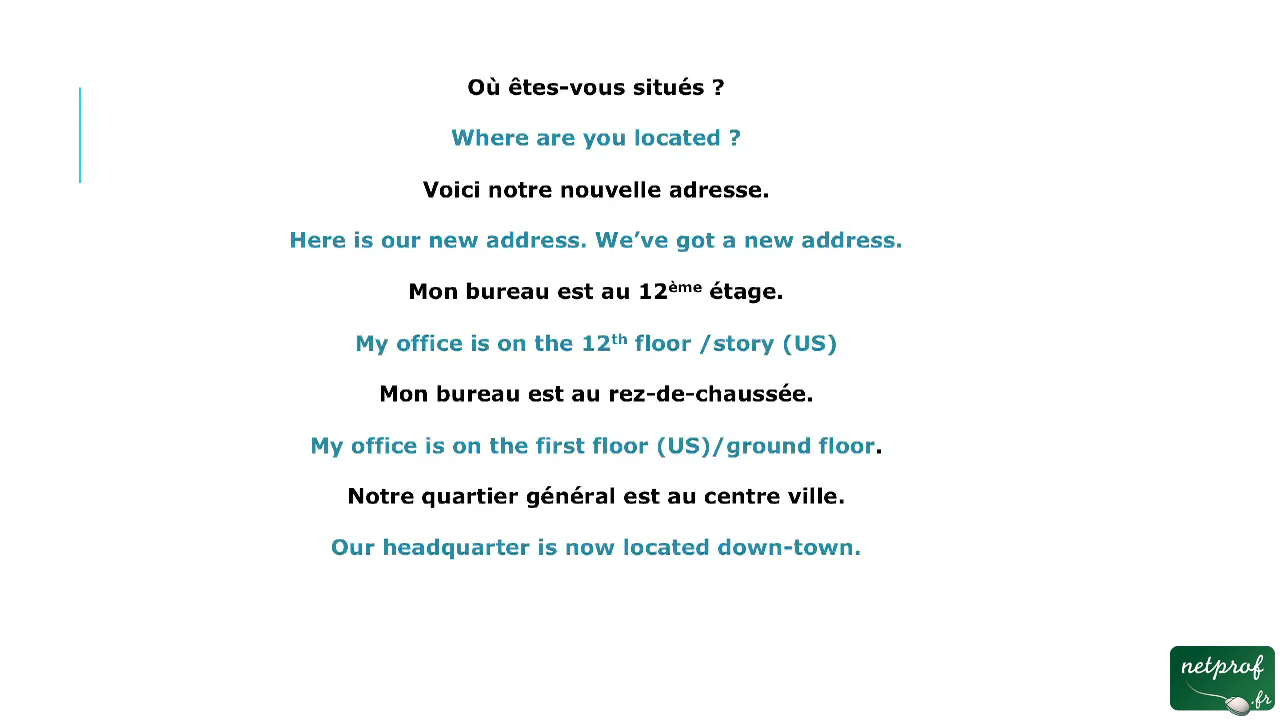 Où êtes-vous situés ?
Where are you located ?
Voici notre nouvelle adresse.
Here is our new address. We’ve got a new address.
Mon bureau est au 12ème étage.
My office is on the 12th floor /story (US)
Mon bureau est au rez-de-chaussée.
My office is on the first floor (US)/ground floor.
Notre quartier général est au centre ville.
Our headquarter is now located down-town.
netprof
.fr